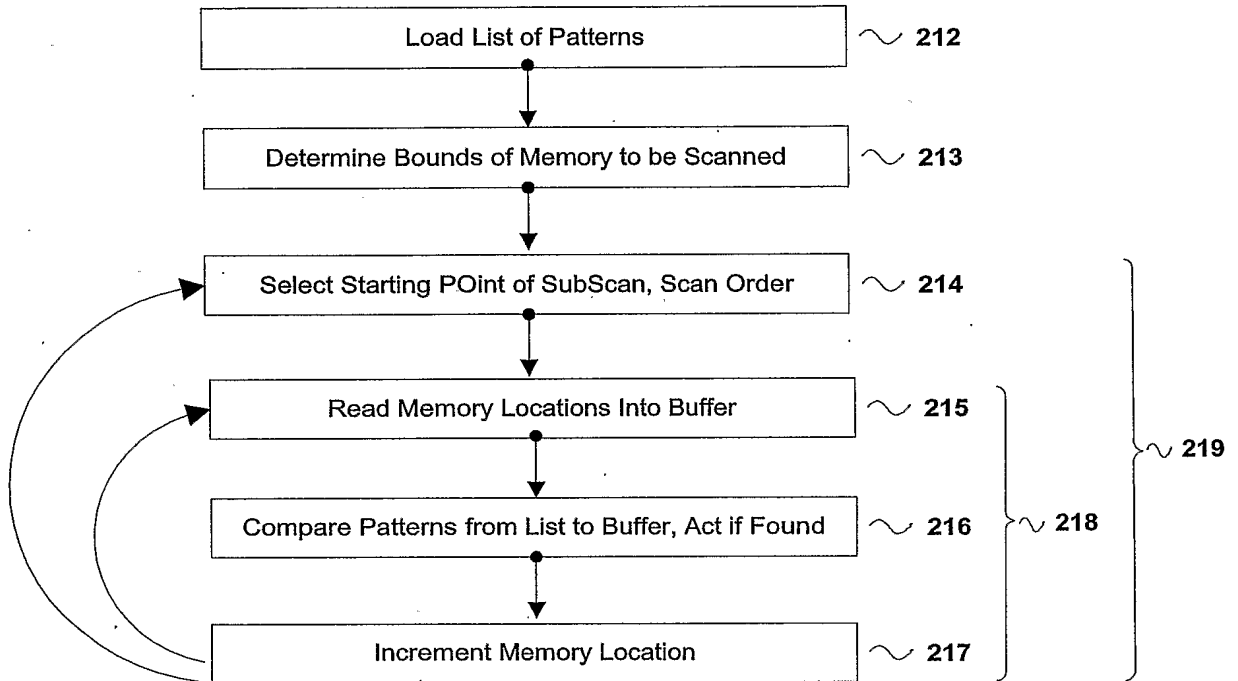 Load List of Patterns 212
Determine Bounds of Memory to be Scanned 213
Select Starting POint of SubScan, Scan Order 214
Read Memory Locations Into Buffer 215
219
Compare Patterns from List to Buffer, Act if Found 216
218
Increment Memory Location 217